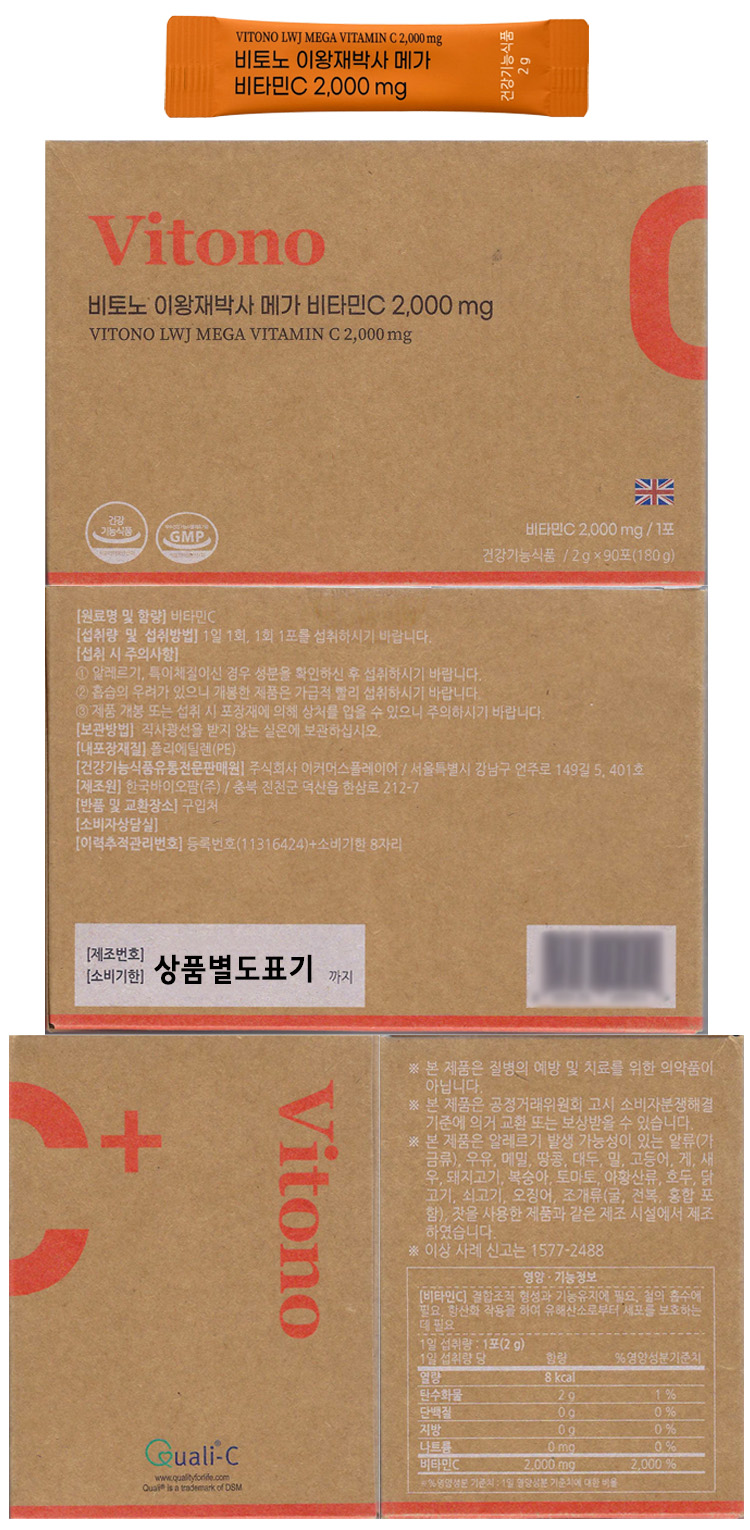 VITONO LWJ MEGA VITAMIN C 2,000 mg
비토노 이왕재박사 메가
비타민C 2,000 mg
건강기능식품
2 g
Vitono
비토노 이왕재박사 메가 비타민C 2,000 mg
VITONO LWJ MEGA VITAMIN C 2,000 mg
건강
기능식품
GMP
비타민C 2,000 mg / 1포
건강기능식품 / 2 g × 90포(180 g)
[원료명 및 함량] 비타민C
[섭취량 및 섭취방법] 1일 1회, 1회 1포를 섭취하시기 바랍니다.
[섭취 시 주의사항]
① 알레르기, 특이체질이신 경우 성분을 확인하신 후 섭취하시기 바랍니다.
② 흡습의 우려가 있으니 개봉한 제품은 가급적 빨리 섭취하시기 바랍니다.
③ 제품 개봉 또는 섭취 시 포장재에 의해 상처를 입을 수 있으니 주의하시기 바랍니다.
[보관방법] 직사광선을 받지 않는 실온에 보관하십시오.
[내포장재질] 폴리에틸렌(PE)
[건강기능식품유통전문판매원] 주식회사 이커머스플레이어 / 서울특별시 강남구 언주로 149길 5, 401호
[제조원] 한국바이오팜(주) / 충북 진천군 덕산읍 한삼로 212-7
[반품 및 교환장소] 구입처
[소비자상담실]
[이력추적관리번호] 등록번호(11316424)+소비기한 8자리
[제조번호]
[소비기한] 상품별도표기 까지
C+
Vitono
Quali-C
www.qualityforlife.com
Quali® is a trademark of DSM
※ 본 제품은 질병의 예방 및 치료를 위한 의약품이
아닙니다.
※ 본 제품은 공정거래위원회 고시 소비자분쟁해결
기준에 의거 교환 또는 보상받을 수 있습니다.
※ 본 제품은 알레르기 발생 가능성이 있는 알류(가
금류), 우유, 메밀, 땅콩, 대두, 밀, 고등어, 게, 새
우, 돼지고기, 복숭아, 토마토, 아황산류, 호두, 닭
고기, 쇠고기, 오징어, 조개류(굴, 전복, 홍합 포
함), 잣을 사용한 제품과 같은 제조 시설에서 제조
하였습니다.
※ 이상 사례 신고는 1577-2488
영양 · 기능정보
[비타민C] 결합조직 형성과 기능유지에 필요, 철의 흡수에
필요, 항산화 작용을 하여 유해산소로부터 세포를 보호하는
데 필요
1일 섭취량 : 1포(2 g)
1일 섭취량 당 함량 %영양성분기준치
열량 8 kcal
탄수화물 2 g 1 %
단백질 0 g 0 %
지방 0 g 0 %
나트륨 0 mg 0 %
비타민C 2,000 mg 2,000 %
※%영양성분 기준치 : 1일 영양성분 기준치에 대한 비율